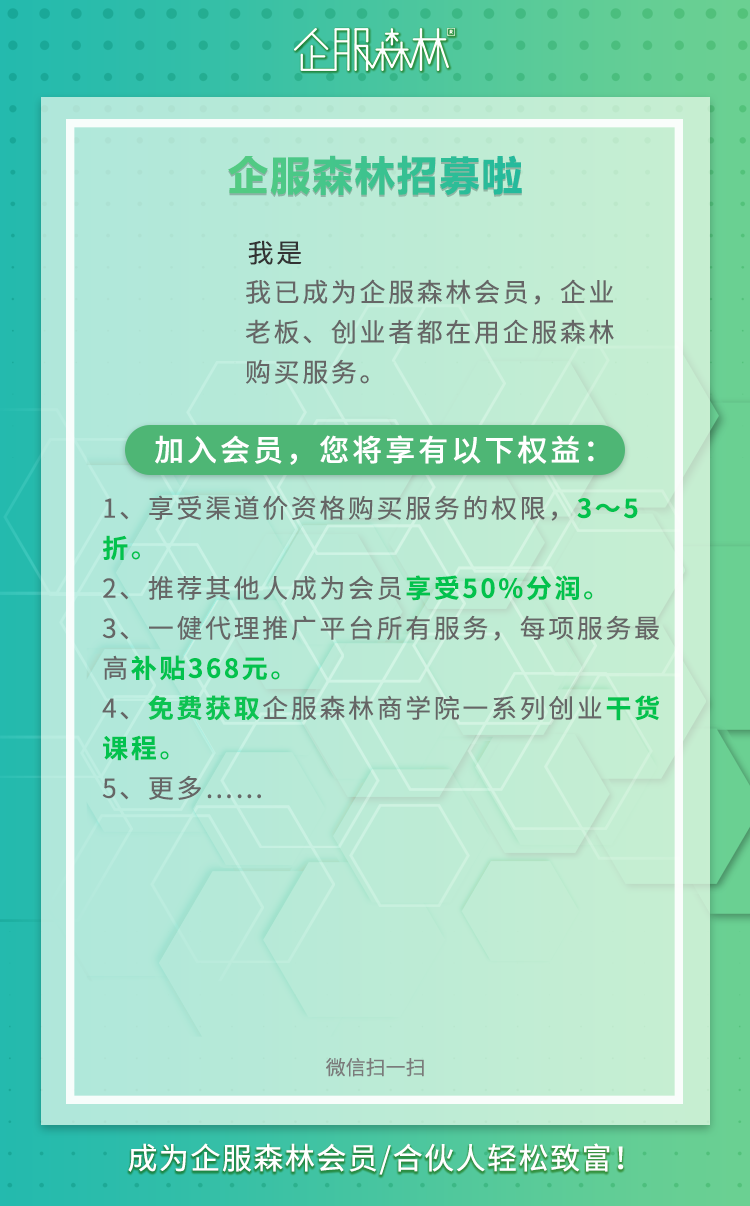 企服森林
企服森林招募啦
我是
我已成为企服森林会员，企业
老板、创业者都在用企服森林
购买服务。
加入会员，您将享有以下权益：
1、享受渠道价资格购买服务的权限，3～5
折。
2、推荐其他人成为会员享受50%分润。
3、一健代理推广平台所有服务，每项服务最
高补贴368元。
4、免费获取企服森林商学院一系列创业干货
课程。
5、更多……
微信扫一扫
成为企服森林会员/合伙人轻松致富！